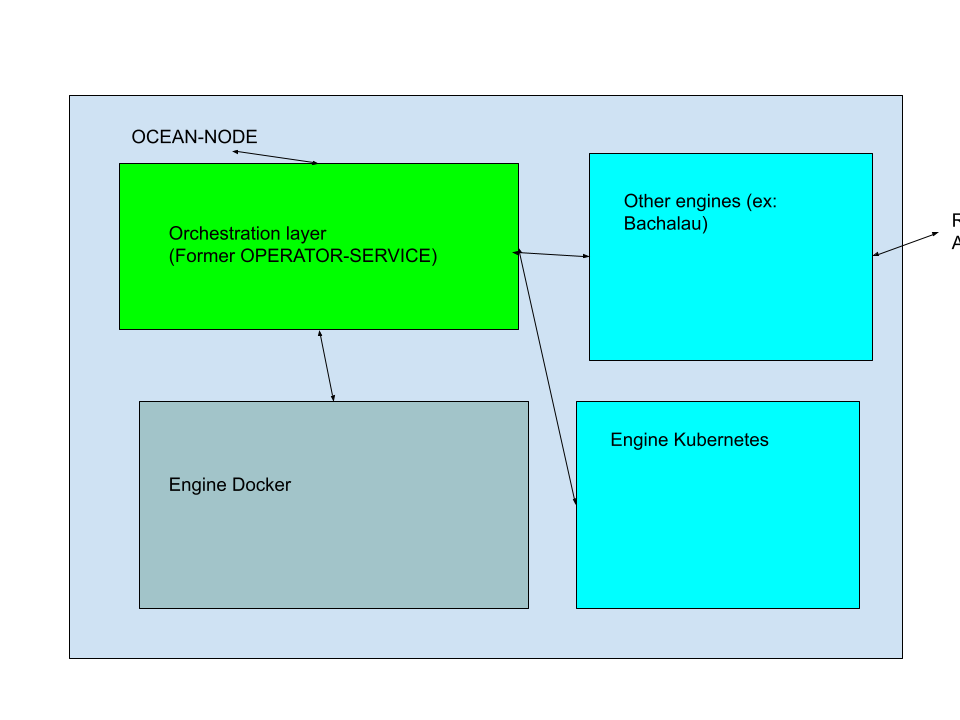 OCEAN-NODE
Other engines (ex:
Bachalau)
Orchestration layer
(Former OPERATOR-SERVICE)
Engine Kubernetes
Engine Docker